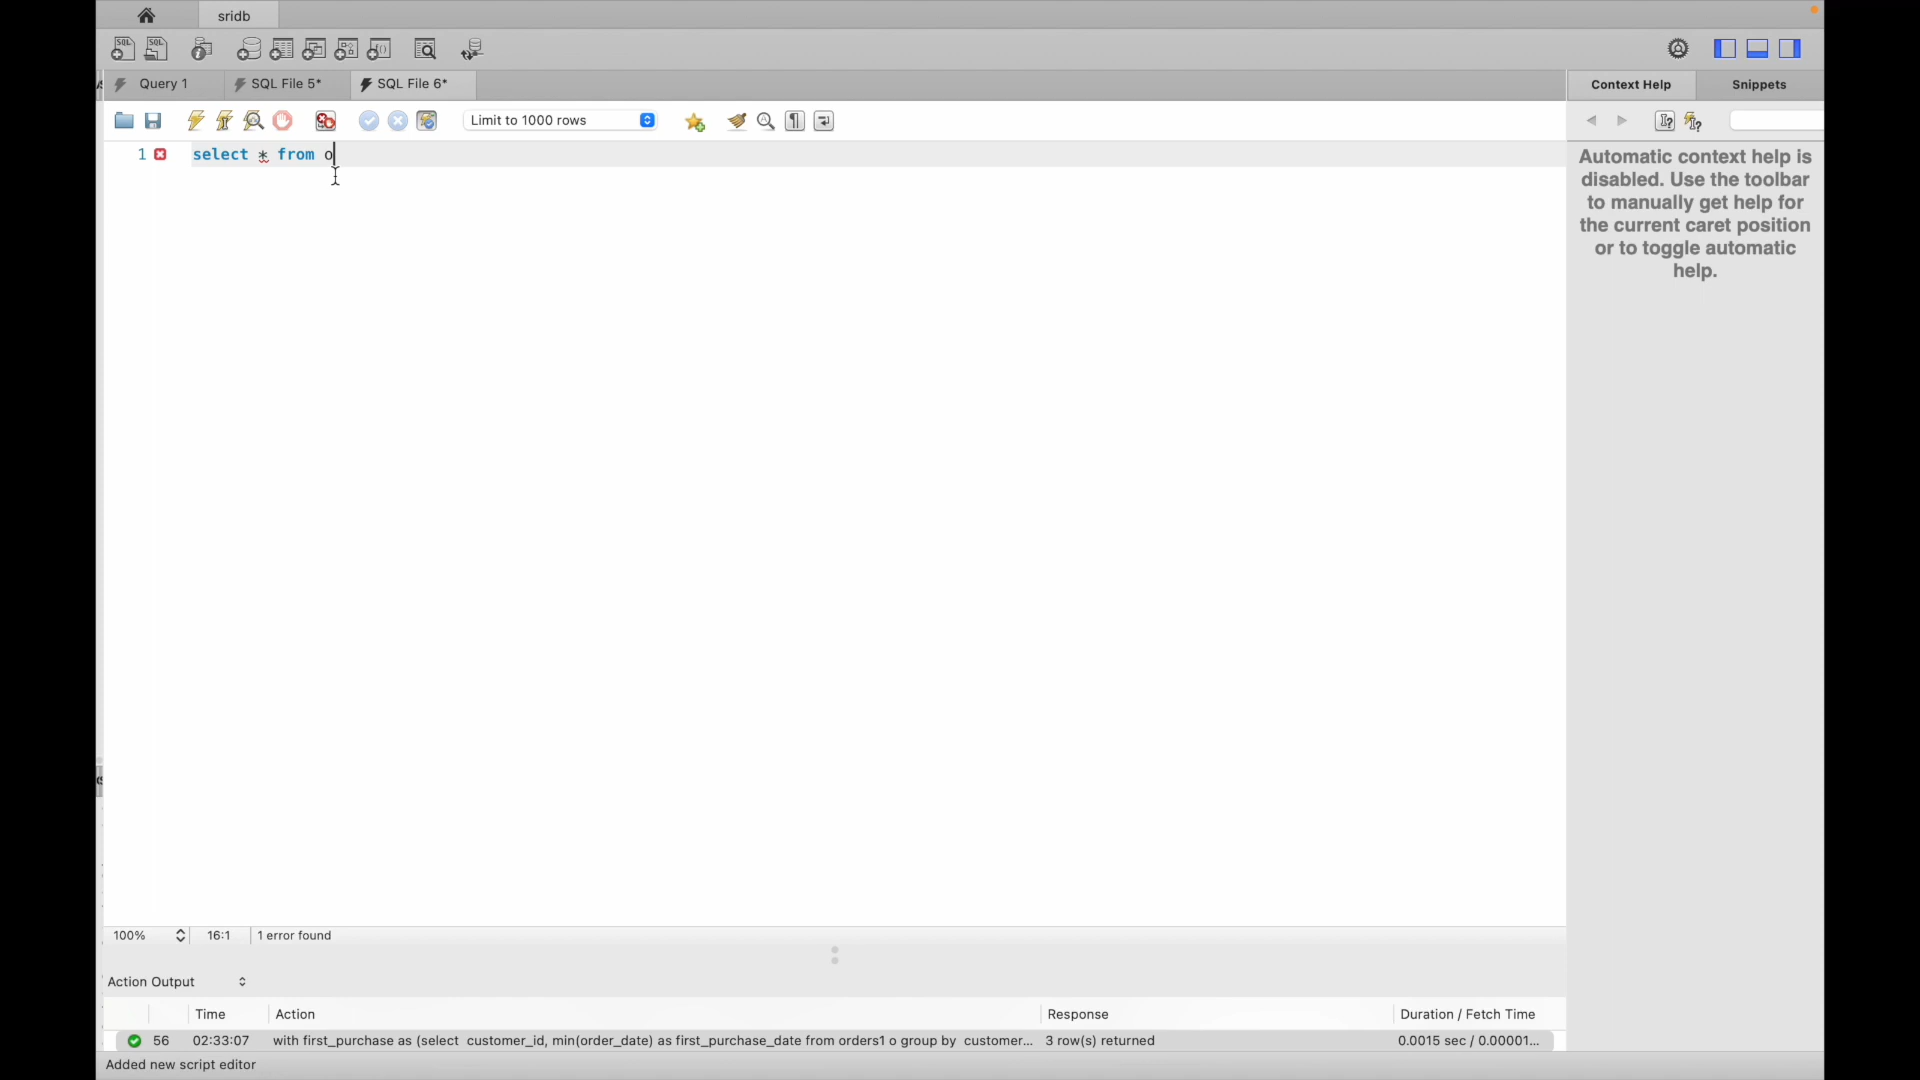 sridb
Query 1
SQL File 5*
SQL File 6*
Context Help
Snippets
Limit to 1000 rows
1 select * from o
Automatic context help is
disabled. Use the toolbar
to manually get help for
the current caret position
or to toggle automatic
help.
100%
16:1
1 error found
Action Output
Time
Action
Response
Duration / Fetch Time
56
02:33:07
with first_purchase as (select customer_id, min(order_date) as first_purchase_date from orders1 o group by customer...
3 row(s) returned
0.0015 sec / 0.00001...
Added new script editor